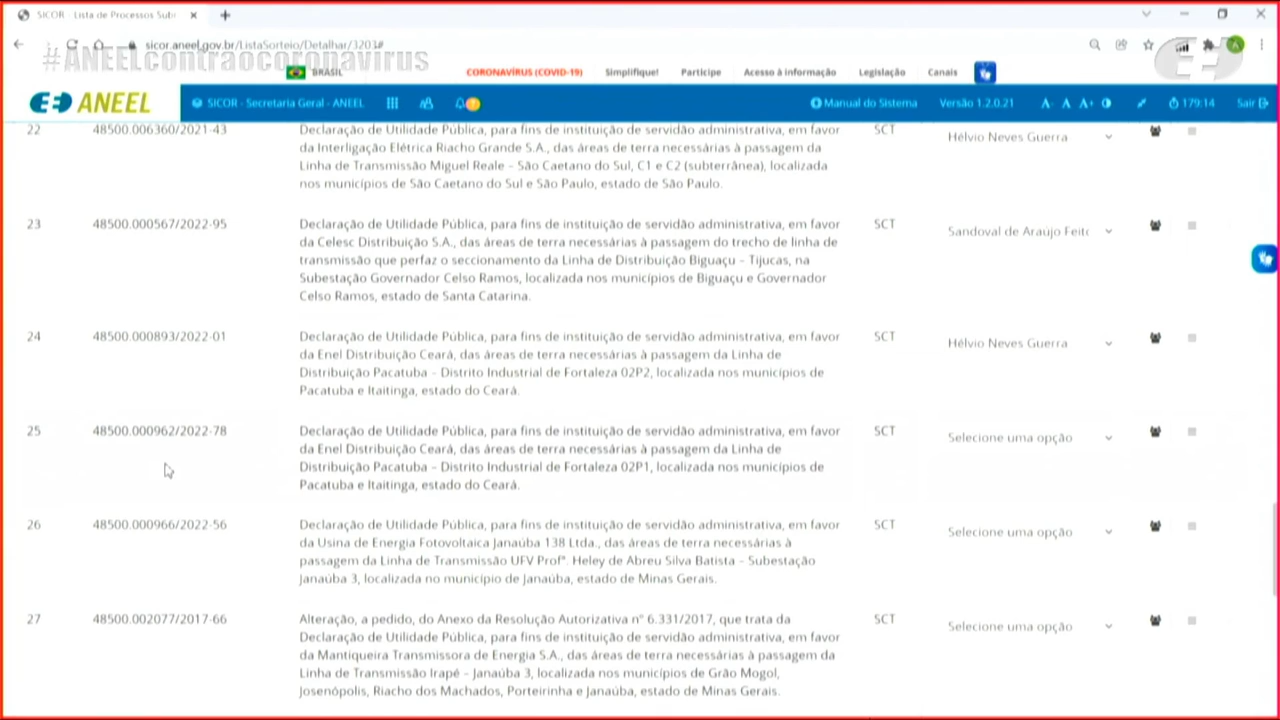 SICOR - Lista de Processos Sub
sicor.aneel.gov.br/ListaSorteio/Detalhar/3203#
#ANEELcontraocoronavirus
BRASIL CORONAVÍRUS (COVID-19) Simplifique! Participe Acesso à informação Legislação Canais
ANEEL SICOR - Secretaria Geral - ANEEL Manual do Sistema Versão 1.2.0.21 A- A A+ 179:14 Sair
22 48500.006360/2021-43 Declaração de Utilidade Pública, para fins de instituição de servidão administrativa, em favor SCT Hélvio Neves Guerra
da Interligação Elétrica Riacho Grande S.A., das áreas de terra necessárias à passagem da
Linha de Transmissão Miguel Reale - São Caetano do Sul, C1 e C2 (subterrânea), localizada
nos municípios de São Caetano do Sul e São Paulo, estado de São Paulo.
23 48500.000567/2022-95 Declaração de Utilidade Pública, para fins de instituição de servidão administrativa, em favor SCT Sandoval de Araújo Feito
da Celesc Distribuição S.A., das áreas de terra necessárias à passagem do trecho de linha de
transmissão que perfaz o seccionamento da Linha de Distribuição Biguaçu - Tijucas, na
Subestação Governador Celso Ramos, localizada nos municípios de Biguaçu e Governador
Celso Ramos, estado de Santa Catarina.
24 48500.000893/2022-01 Declaração de Utilidade Pública, para fins de instituição de servidão administrativa, em favor SCT Hélvio Neves Guerra
da Enel Distribuição Ceará, das áreas de terra necessárias à passagem da Linha de
Distribuição Pacatuba - Distrito Industrial de Fortaleza 02P2, localizada nos municípios de
Pacatuba e Itaitinga, estado do Ceará.
25 48500.000962/2022-78 Declaração de Utilidade Pública, para fins de instituição de servidão administrativa, em favor SCT Selecione uma opção
da Enel Distribuição Ceará, das áreas de terra necessárias à passagem da Linha de
Distribuição Pacatuba - Distrito Industrial de Fortaleza 02P1, localizada nos municípios de
Pacatuba e Itaitinga, estado do Ceará.
26 48500.000966/2022-56 Declaração de Utilidade Pública, para fins de instituição de servidão administrativa, em favor SCT Selecione uma opção
da Usina de Energia Fotovoltaica Janaúba 138 Ltda., das áreas de terra necessárias à
passagem da Linha de Transmissão UFV Profª. Heley de Abreu Silva Batista - Subestação
Janaúba 3, localizada no município de Janaúba, estado de Minas Gerais.
27 48500.002077/2017-66 Alteração, a pedido, do Anexo da Resolução Autorizativa nº 6.331/2017, que trata da SCT Selecione uma opção
Declaração de Utilidade Pública, para fins de instituição de servidão administrativa, em favor
da Mantiqueira Transmissora de Energia S.A., das áreas de terra necessárias à passagem da
Linha de Transmissão Irapé - Janaúba 3, localizada nos municípios de Grão Mogol,
Josenópolis, Riacho dos Machados, Porteirinha e Janaúba, estado de Minas Gerais.